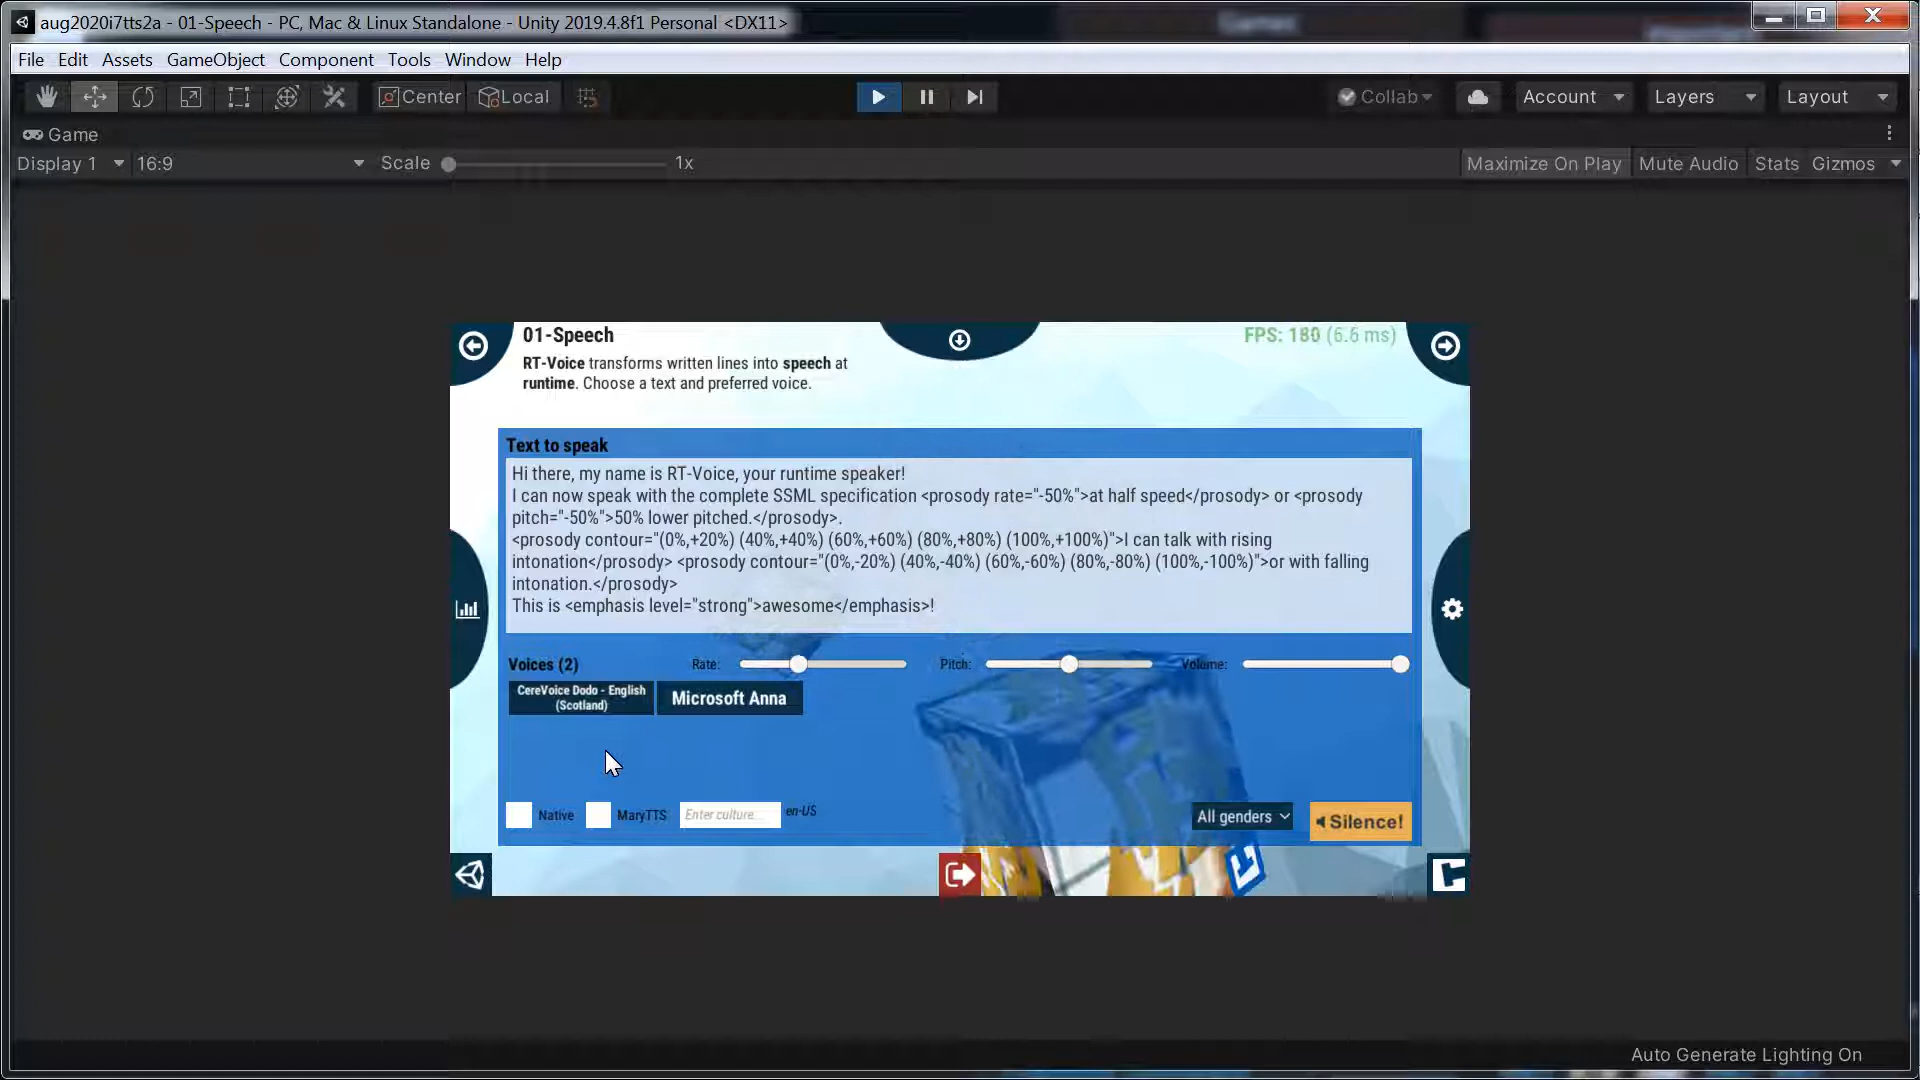 aug2020i7tts2a - 01-Speech - PC, Mac & Linux Standalone - Unity 2019.4.8f1 Personal <DX11>
File Edit Assets GameObject Component Tools Window Help
Center Local Collab Account Layers Layout
Game
Display 1 16:9 Scale 1x Maximize On Play Mute Audio Stats Gizmos
01-Speech
FPS: 180 (6.6 ms)
RT-Voice transforms written lines into speech at
runtime. Choose a text and preferred voice.
Text to speak
Hi there, my name is RT-Voice, your runtime speaker!
I can now speak with the complete SSML specification <prosody rate="-50%">at half speed</prosody> or <prosody
pitch="-50%">50% lower pitched.</prosody>.
<prosody contour="(0%,+20%) (40%,+40%) (60%,+60%) (80%,+80%) (100%,+100%)">I can talk with rising
intonation</prosody> <prosody contour="(0%,-20%) (40%,-40%) (60%,-60%) (80%,-80%) (100%,-100%)">or with falling
intonation.</prosody>
This is <emphasis level="strong">awesome</emphasis>!
Voices (2) Rate: Pitch: Volume:
CereVoice Dodo - English
(Scotland)
Microsoft Anna
Native MaryTTS Enter culture... en-US All genders Silence!
Auto Generate Lighting On